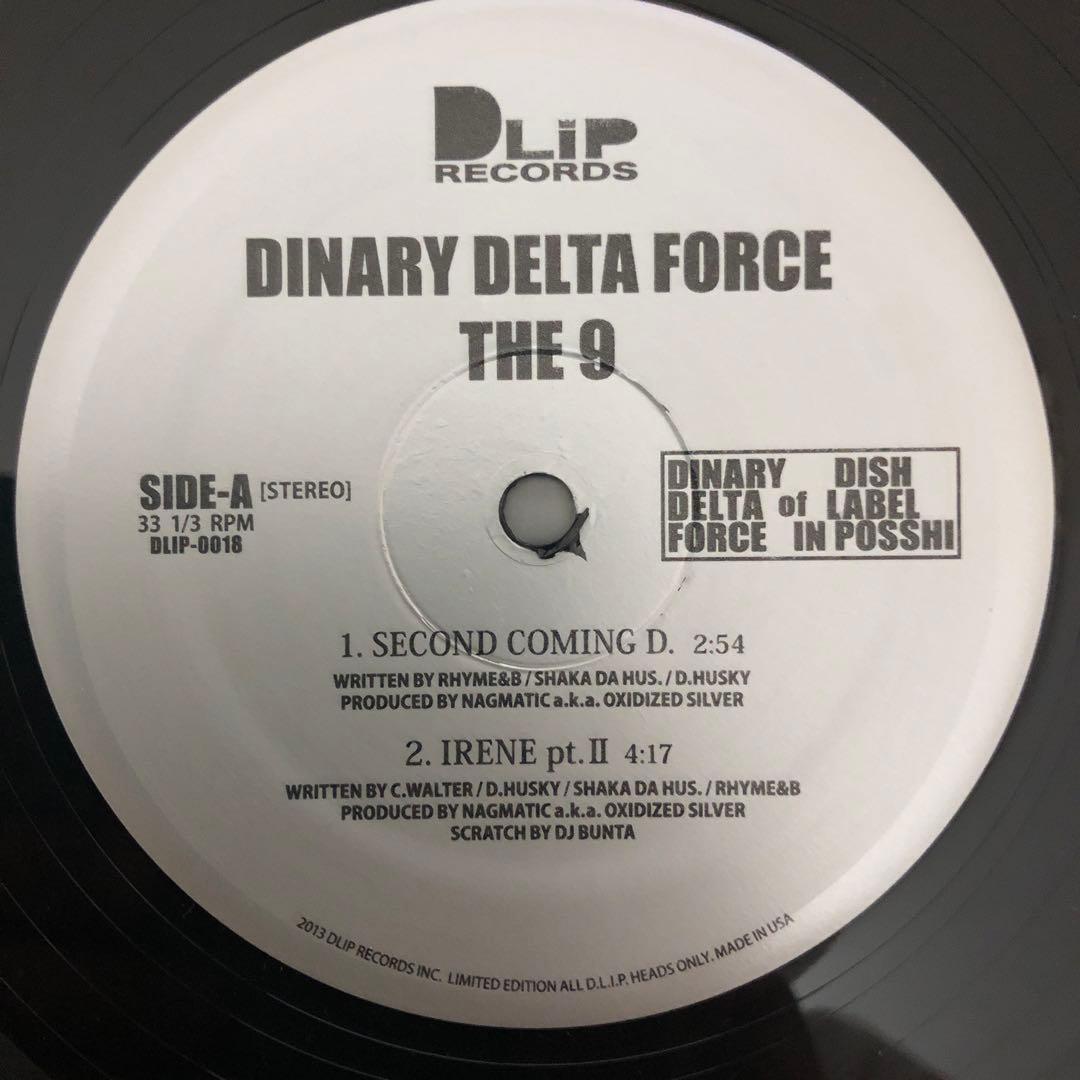 DLiP
RECORDS
DINARY DELTA FORCE
THE 9
SIDE-A [STEREO]
33 1/3 RPM
DLIP-0018
DINARY DISH
DELTA of LABEL
FORCE IN POSSHI
1. SECOND COMING D. 2:54
WRITTEN BY RHYME&B / SHAKA DA HUS. / D.HUSKY
PRODUCED BY NAGMATIC a.k.a. OXIDIZED SILVER
2. IRENE pt.Ⅱ 4:17
WRITTEN BY C.WALTER / D.HUSKY / SHAKA DA HUS. / RHYME&B
PRODUCED BY NAGMATIC a.k.a. OXIDIZED SILVER
SCRATCH BY DJ BUNTA
2013 DLIP RECORDS INC. LIMITED EDITION ALL D.L.I.P. HEADS ONLY. MADE IN USA